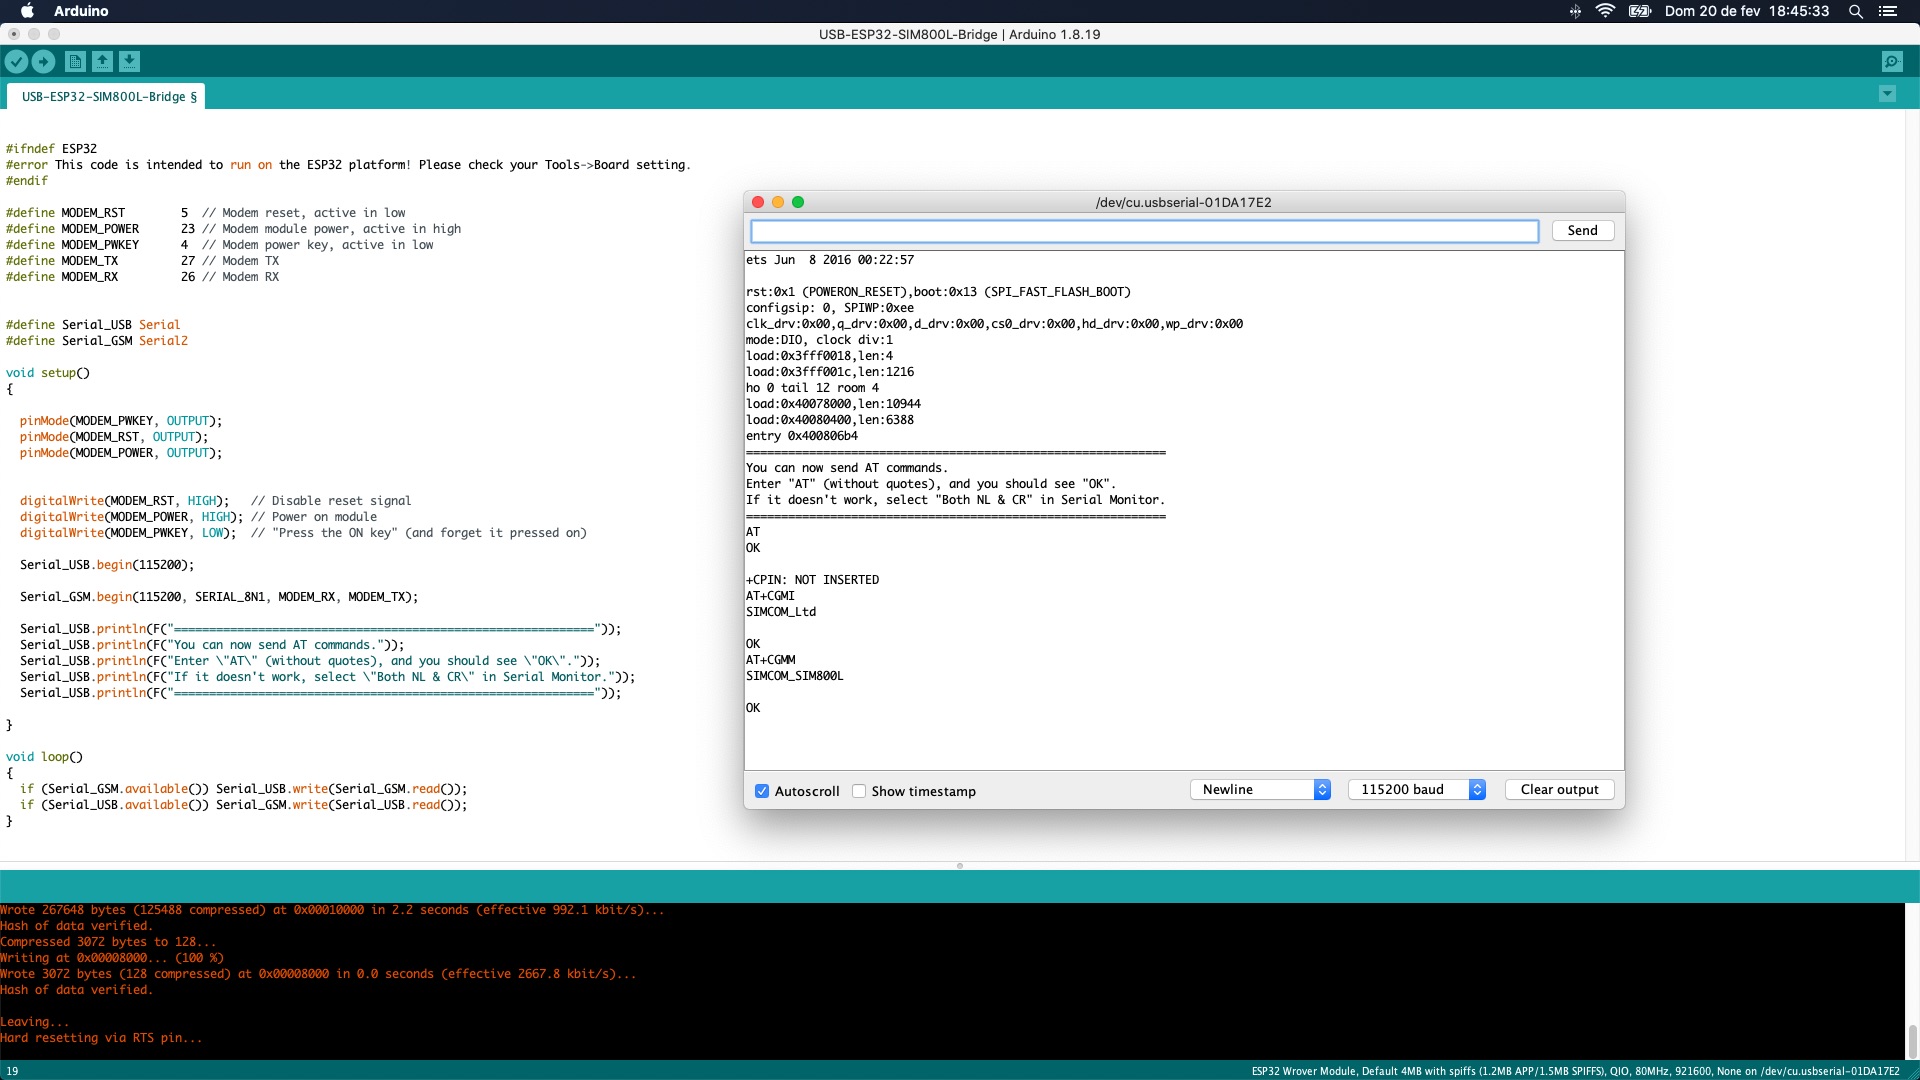 Arduino
Dom 20 de fev 18:45:33
USB-ESP32-SIM800L-Bridge | Arduino 1.8.19
USB-ESP32-SIM800L-Bridge §
#ifndef ESP32
#error This code is intended to run on the ESP32 platform! Please check your Tools->Board setting.
#endif
#define MODEM_RST 5 // Modem reset, active in low
#define MODEM_POWER 23 // Modem module power, active in high
#define MODEM_PWKEY 4 // Modem power key, active in low
#define MODEM_TX 27 // Modem TX
#define MODEM_RX 26 // Modem RX
#define Serial_USB Serial
#define Serial_GSM Serial2
void setup()
{
pinMode(MODEM_PWKEY, OUTPUT);
pinMode(MODEM_RST, OUTPUT);
pinMode(MODEM_POWER, OUTPUT);
digitalWrite(MODEM_RST, HIGH); // Disable reset signal
digitalWrite(MODEM_POWER, HIGH); // Power on module
digitalWrite(MODEM_PWKEY, LOW); // "Press the ON key" (and forget it pressed on)
Serial_USB.begin(115200);
Serial_GSM.begin(115200, SERIAL_8N1, MODEM_RX, MODEM_TX);
Serial_USB.println(F("============================================================"));
Serial_USB.println(F("You can now send AT commands."));
Serial_USB.println(F("Enter \"AT\" (without quotes), and you should see \"OK\"."));
Serial_USB.println(F("If it doesn't work, select \"Both NL & CR\" in Serial Monitor."));
Serial_USB.println(F("============================================================"));
}
void loop()
{
if (Serial_GSM.available()) Serial_USB.write(Serial_GSM.read());
if (Serial_USB.available()) Serial_GSM.write(Serial_USB.read());
}
/dev/cu.usbserial-01DA17E2
Send
ets Jun 8 2016 00:22:57
rst:0x1 (POWERON_RESET),boot:0x13 (SPI_FAST_FLASH_BOOT)
configsip: 0, SPIWP:0xee
clk_drv:0x00,q_drv:0x00,d_drv:0x00,cs0_drv:0x00,hd_drv:0x00,wp_drv:0x00
mode:DIO, clock div:1
load:0x3fff0018,len:4
load:0x3fff001c,len:1216
ho 0 tail 12 room 4
load:0x40078000,len:10944
load:0x40080400,len:6388
entry 0x400806b4
============================================================
You can now send AT commands.
Enter "AT" (without quotes), and you should see "OK".
If it doesn't work, select "Both NL & CR" in Serial Monitor.
============================================================
AT
OK
+CPIN: NOT INSERTED
AT+CGMI
SIMCOM_Ltd
OK
AT+CGMM
SIMCOM_SIM800L
OK
Autoscroll Show timestamp Newline 115200 baud Clear output
Wrote 267648 bytes (125488 compressed) at 0x00010000 in 2.2 seconds (effective 992.1 kbit/s)...
Hash of data verified.
Compressed 3072 bytes to 128...
Writing at 0x00008000... (100 %)
Wrote 3072 bytes (128 compressed) at 0x00008000 in 0.0 seconds (effective 2667.8 kbit/s)...
Hash of data verified.
Leaving...
Hard resetting via RTS pin...
19
ESP32 Wrover Module, Default 4MB with spiffs (1.2MB APP/1.5MB SPIFFS), QIO, 80MHz, 921600, None on /dev/cu.usbserial-01DA17E2